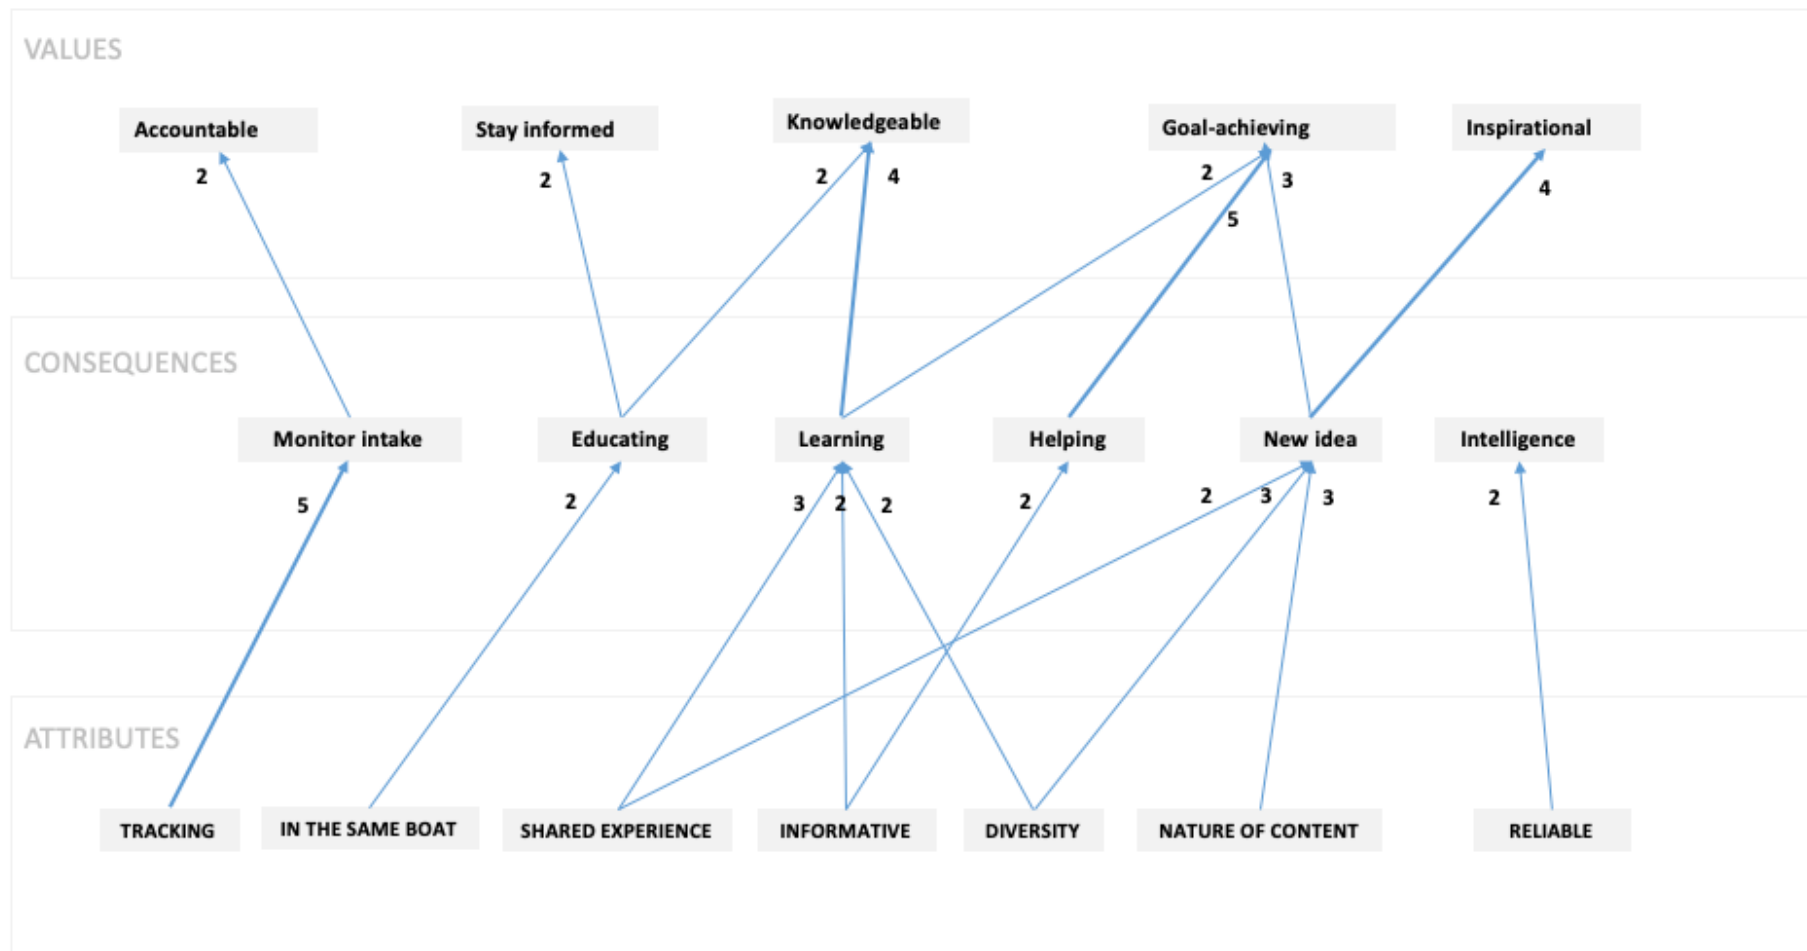 VALUES
Accountable
Stay informed
Knowledgeable
Goal-achieving
Inspirational
2
2
2
4
2
3
5
4
CONSEQUENCES
Monitor intake
Educating
Learning
Helping
New idea
Intelligence
5
2
3
2
2
2
2
3
3
2
ATTRIBUTES
TRACKING
IN THE SAME BOAT
SHARED EXPERIENCE
INFORMATIVE
DIVERSITY
NATURE OF CONTENT
RELIABLE